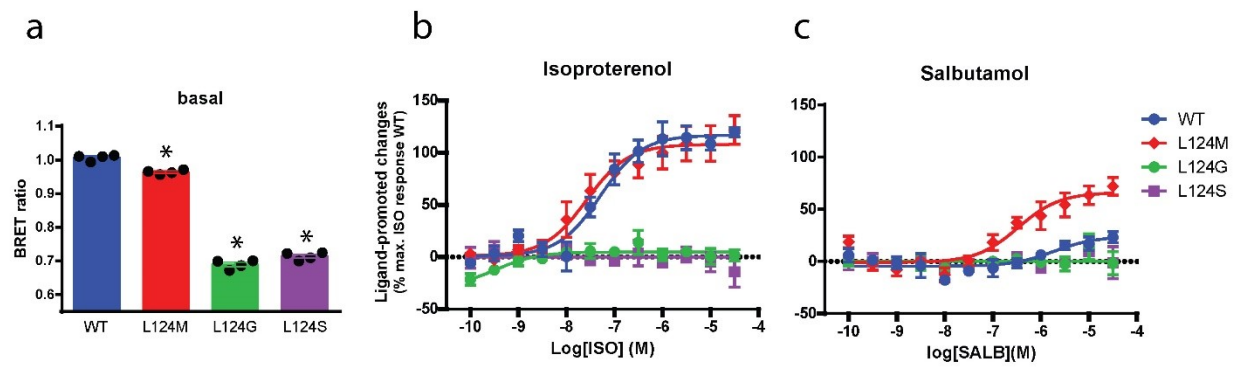 a
basal
BRET ratio
1.1
1.0
0.9
0.8
0.7
0.6
*
*
*
WT
L124M
L124G
L124S
b
Isoproterenol
Ligand-promoted changes
(% max. ISO response WT)
150
100
50
0
-50
-10
-9
-8
-7
-6
-5
-4
Log[ISO] (M)
c
Salbutamol
150
100
50
0
-50
-10
-9
-8
-7
-6
-5
-4
log[SALB](M)
WT
L124M
L124G
L124S